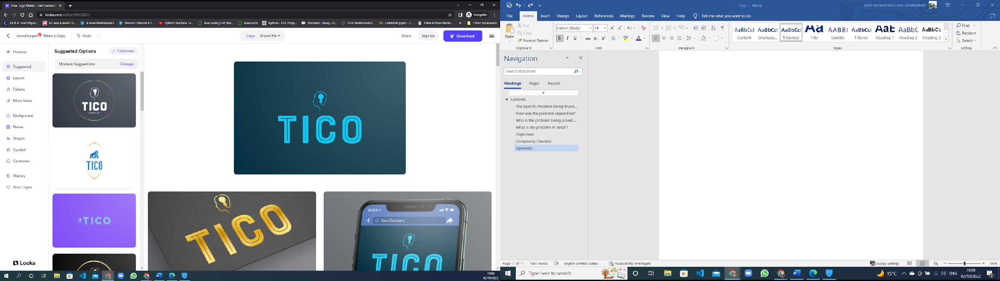 Free Logo Maker - Get Custom L
looka.com/editor/98333603
Incognito
OCR A Level Physic...
AS and A-level Co...
A level Mathematics
Pearson Edexcel A l...
Python Machine Le...
Anaconda | Get Star...
Anaconda
Python - GUI Progr...
Standard Library - G...
Pure Mathematics...
Untitled0.ipynb - C...
Edexcel Pure Maths...
Other bookmarks
Saved Logos
Make a Copy
Undo
Logo
Brand Kit
Share
Sign Up
Download
Preview
Suggested
Layout
Palette
More Ideas
Background
Name
Slogan
Symbol
Container
History
Your Logos
Looka
Suggested Options
Fullscreen
Modern Suggestions
Change
TICO
TICO
TICO
TICO
TICO
10:03
Your Company
TICO
19:09
02/10/2022
TICO - Word
syed mohammed umar sahabudeen
File
Home
Insert
Design
Layout
References
Mailings
Review
View
Help
Tell me what you want to do
Paste
Cut
Copy
Format Painter
Clipboard
Calibri (Body)
14
Font
Paragraph
AaBbCcI
Content
AaBbCcI
Emphasis...
AaBbCcI
¶ Normal
Aa
Title
AABB(
Subtitle
AaBbCcI
¶ Name
AaE
Heading 1
AaBbC
Heading 2
AaBbCc
Heading 3
Styles
Find
Replace
Select
Editing
Navigation
Search document
Headings
Pages
Results
Contents
The Specific Problem Being Invest...
How was the problem researched?
Who is the problem being solved...
What is the problem in detail?
Objectives
Complexity Checklist
Appendix
Page 11 of 11
1561 words
English (United States)
Accessibility: Investigate
Display Settings
100%
Type here to search
15°C
ENG
19:09
02/10/2022
2